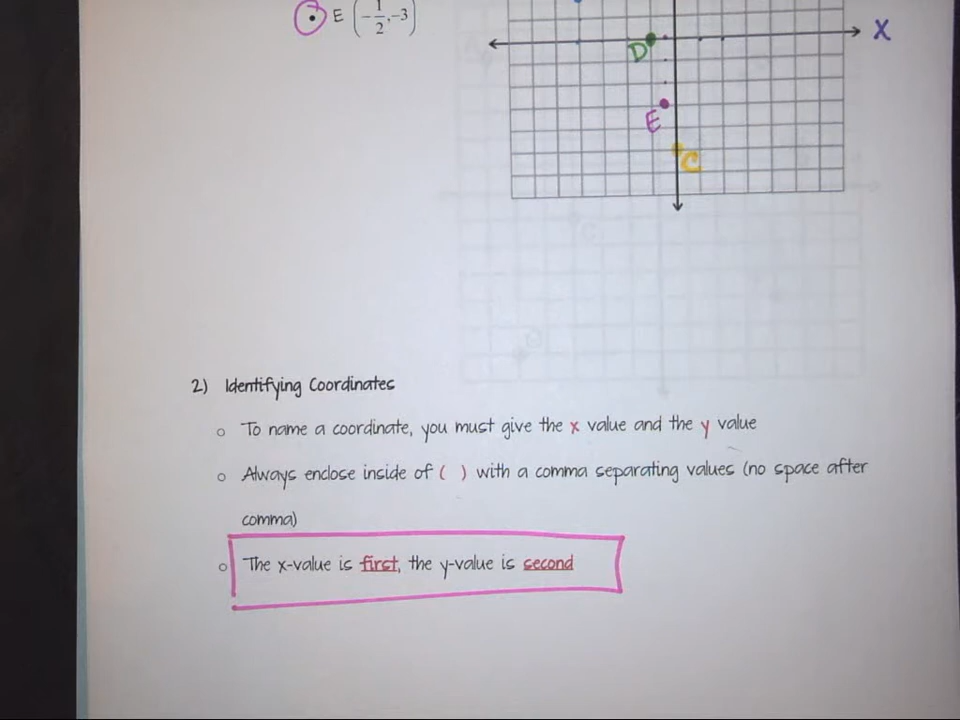 E (-1/2,-3)
X
D
E
C
2) Identifying Coordinates
To name a coordinate, you must give the x value and the y value
Always enclose inside of ( ) with a comma separating values (no space after
comma)
The x-value is first, the y-value is second